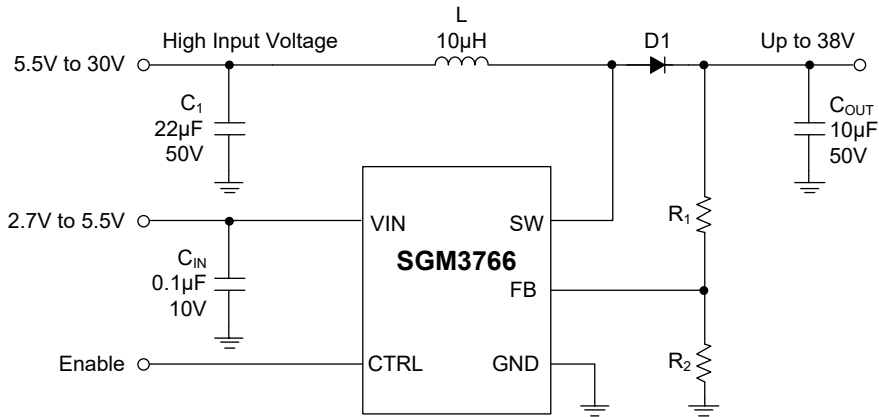 L
High Input Voltage
10µH
D1
Up to 38V
5.5V to 30V
C1
22µF
50V
COUT
10µF
50V
2.7V to 5.5V
VIN
SW
R1
SGM3766
CIN
0.1µF
10V
FB
Enable
CTRL
GND
R2